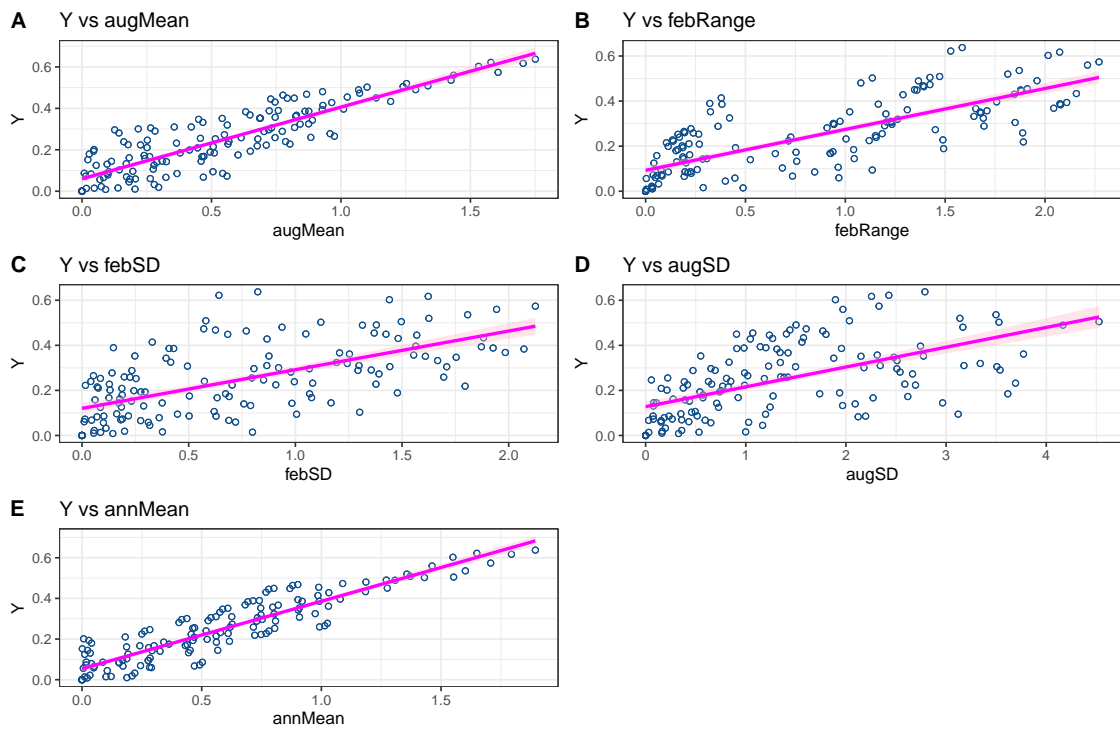 A Y vs augMean
Y
0.6
0.4
0.2
0.0
0.0 0.5 1.0 1.5
augMean
B Y vs febRange
Y
0.6
0.4
0.2
0.0
0.0 0.5 1.0 1.5 2.0
febRange
C Y vs febSD
Y
0.6
0.4
0.2
0.0
0.0 0.5 1.0 1.5 2.0
febSD
D Y vs augSD
Y
0.6
0.4
0.2
0.0
0 1 2 3 4
augSD
E Y vs annMean
Y
0.6
0.4
0.2
0.0
0.0 0.5 1.0 1.5
annMean